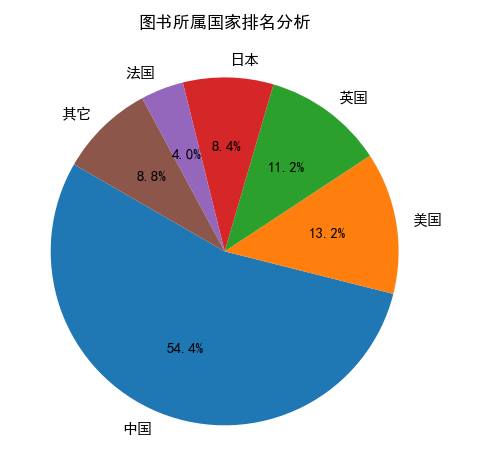 图书所属国家排名分析
日本
法国
英国
其它
8.4%
4.0%
11.2%
8.8%
美国
13.2%
54.4%
中国